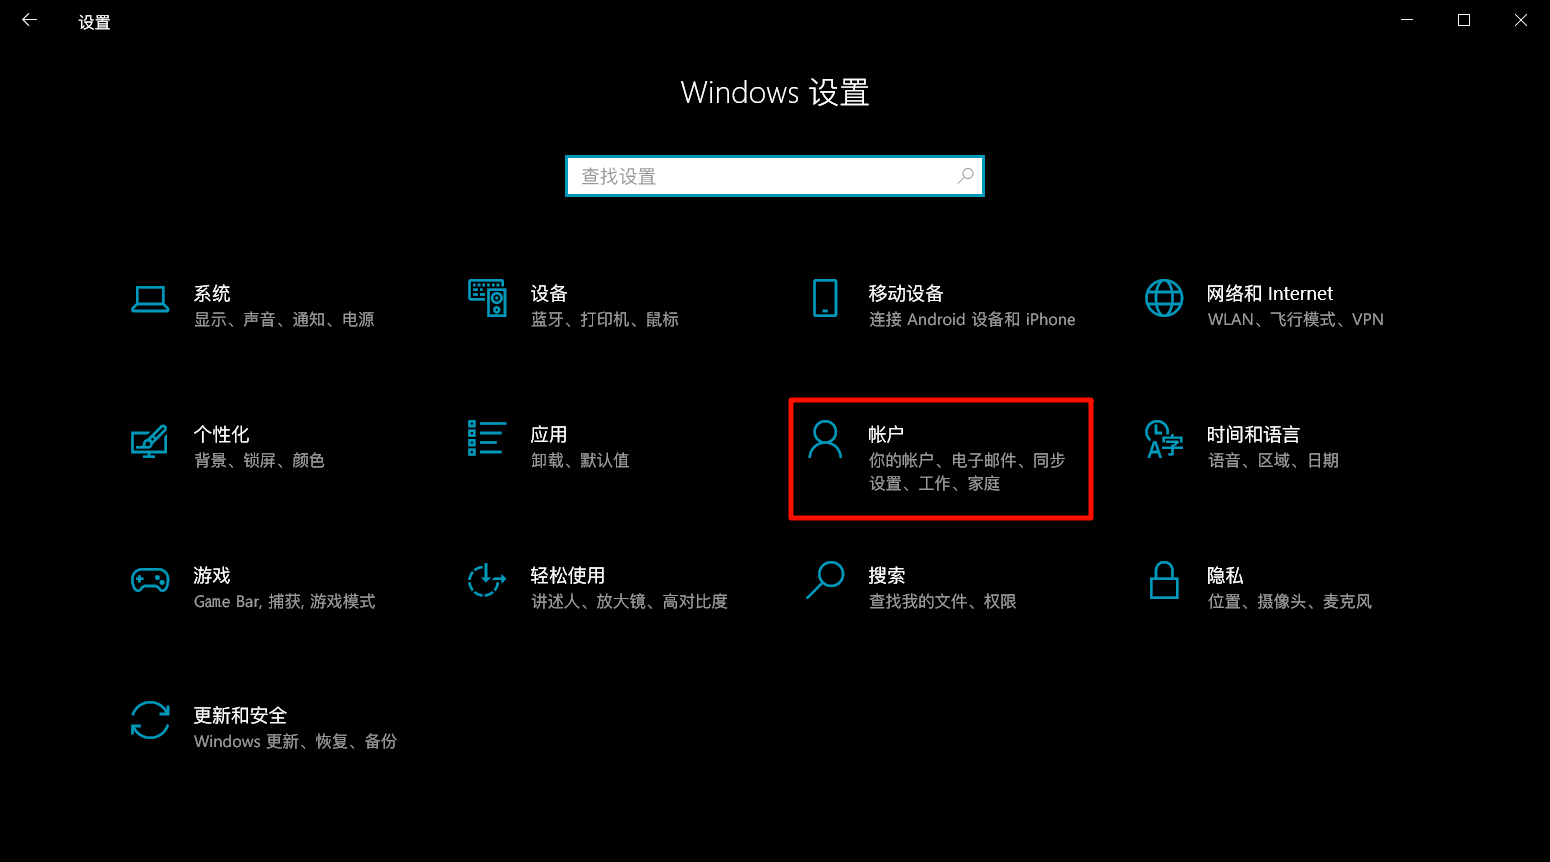 设置
Windows 设置
查找设置
系统
显示、声音、通知、电源
设备
蓝牙、打印机、鼠标
移动设备
连接 Android 设备和 iPhone
网络和 Internet
WLAN、飞行模式、VPN
个性化
背景、锁屏、颜色
应用
卸载、默认值
帐户
你的帐户、电子邮件、同步
设置、工作、家庭
时间和语言
语音、区域、日期
游戏
Game Bar, 捕获, 游戏模式
轻松使用
讲述人、放大镜、高对比度
搜索
查找我的文件、权限
隐私
位置、摄像头、麦克风
更新和安全
Windows 更新、恢复、备份